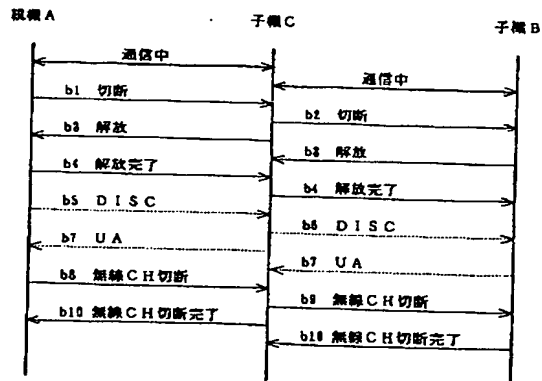 親機A
子機C
子機B
通信中
通信中
b1 切断
b2 切断
b3 解放
b3 解放
b4 解放完了
b4 解放完了
b5 DISC
b6 DISC
b7 UA
b7 UA
b8 無線CH切断
b9 無線CH切断
b10 無線CH切断完了
b10 無線CH切断完了